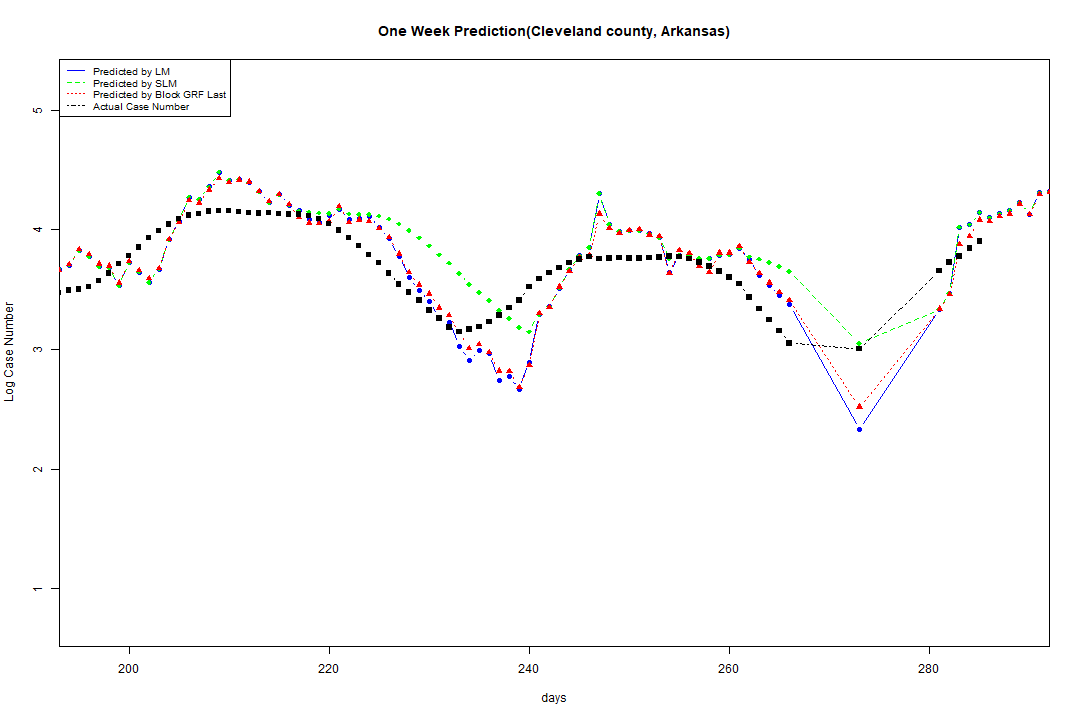 One Week Prediction(Cleveland county, Arkansas)
Predicted by LM
Predicted by SLM
Predicted by Block GRF Last
Actual Case Number
5
4
3
2
1
Log Case Number
200 220 240 260 280
days